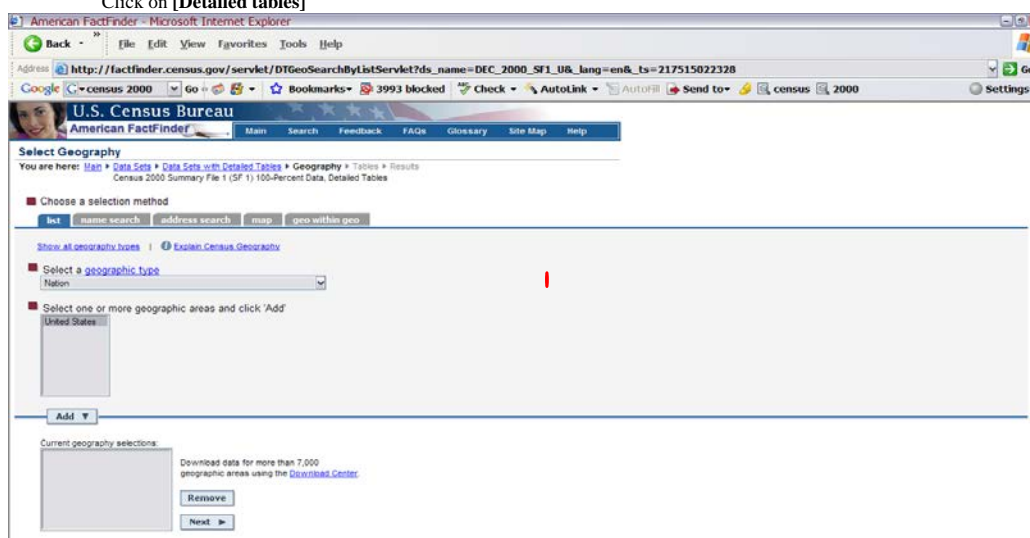 Click on [Detailed tables]
American FactFinder - Microsoft Internet Explorer
Back File Edit View Favorites Tools Help
Address http://factfinder.census.gov/servlet/DTGeoSearchByListServlet?ds_name=DEC_2000_SF1_U&_lang=en&_ts=217515022328 Go
Google census 2000 Go Bookmarks 3993 blocked Check AutoLink AutoFill Send to census 2000 Settings
U.S. Census Bureau
American FactFinder Main Search Feedback FAQs Glossary Site Map Help
Select Geography
You are here: Main Data Sets Data Sets with Detailed Tables Geography Tables Results
Census 2000 Summary File 1 (SF 1) 100-Percent Data, Detailed Tables
Choose a selection method
list name search address search map geo within geo
Show all geography types | Explain Census Geography
Select a geographic type
Nation
Select one or more geographic areas and click 'Add'
United States
Add ▼
Current geography selections:
Download data for more than 7,000
geographic areas using the Download Center.
Remove
Next ►